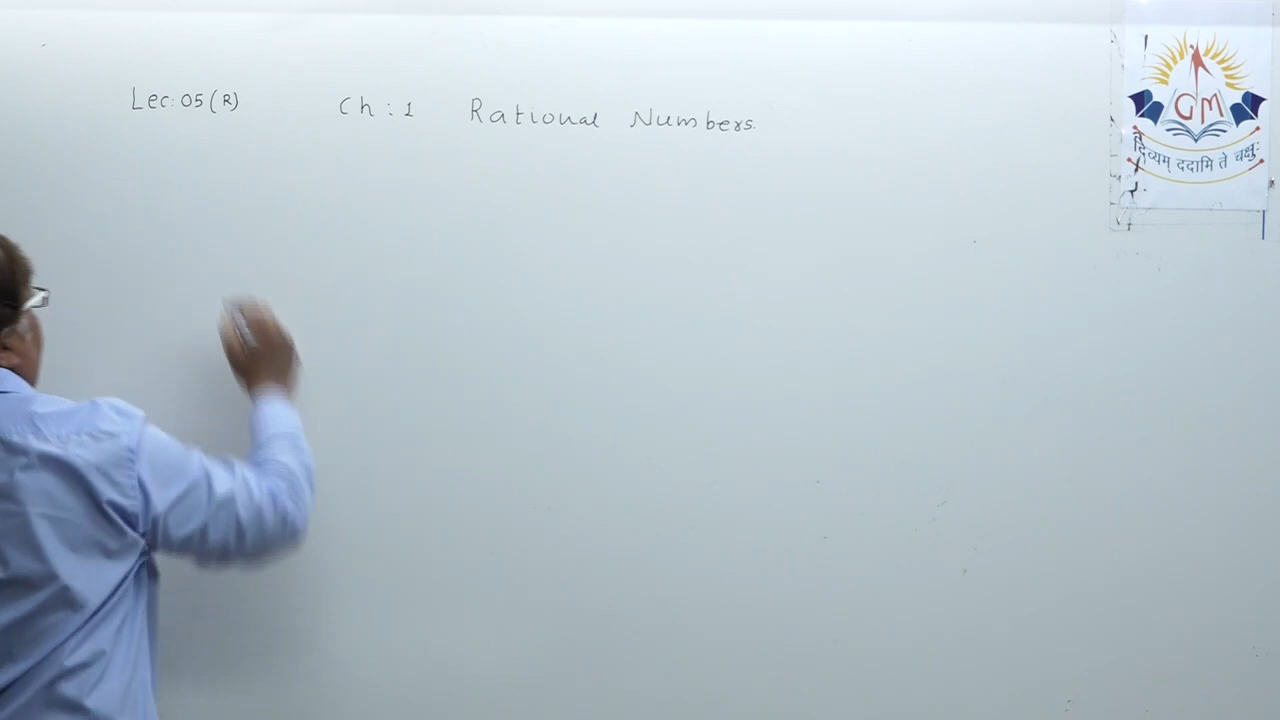 Lec: 05 (R) Ch : 1 Rational Numbers.
GM
दिव्यम् ददामि ते चक्षुः